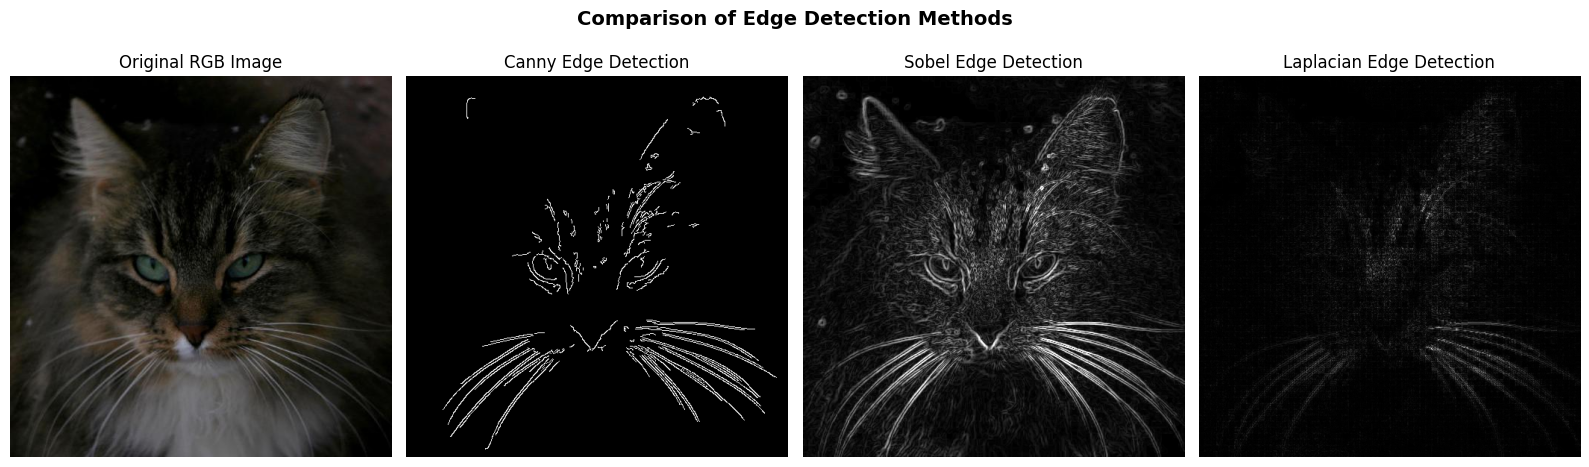 Comparison of Edge Detection Methods
Original RGB Image
Canny Edge Detection
Sobel Edge Detection
Laplacian Edge Detection